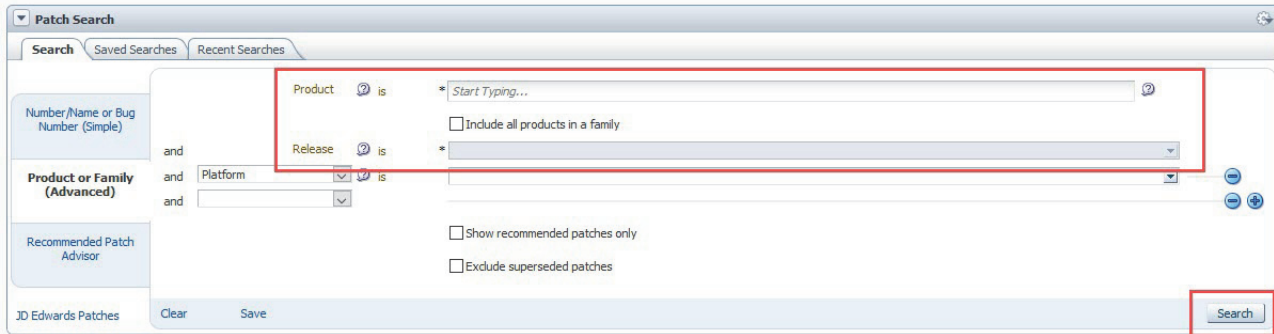 Patch Search
Search Saved Searches Recent Searches
Number/Name or Bug
Number (Simple)
Product or Family
(Advanced)
Recommended Patch
Advisor
JD Edwards Patches
Product is * Start Typing...
Include all products in a family
and Release is *
and Platform is
and
Show recommended patches only
Exclude superseded patches
Clear Save Search